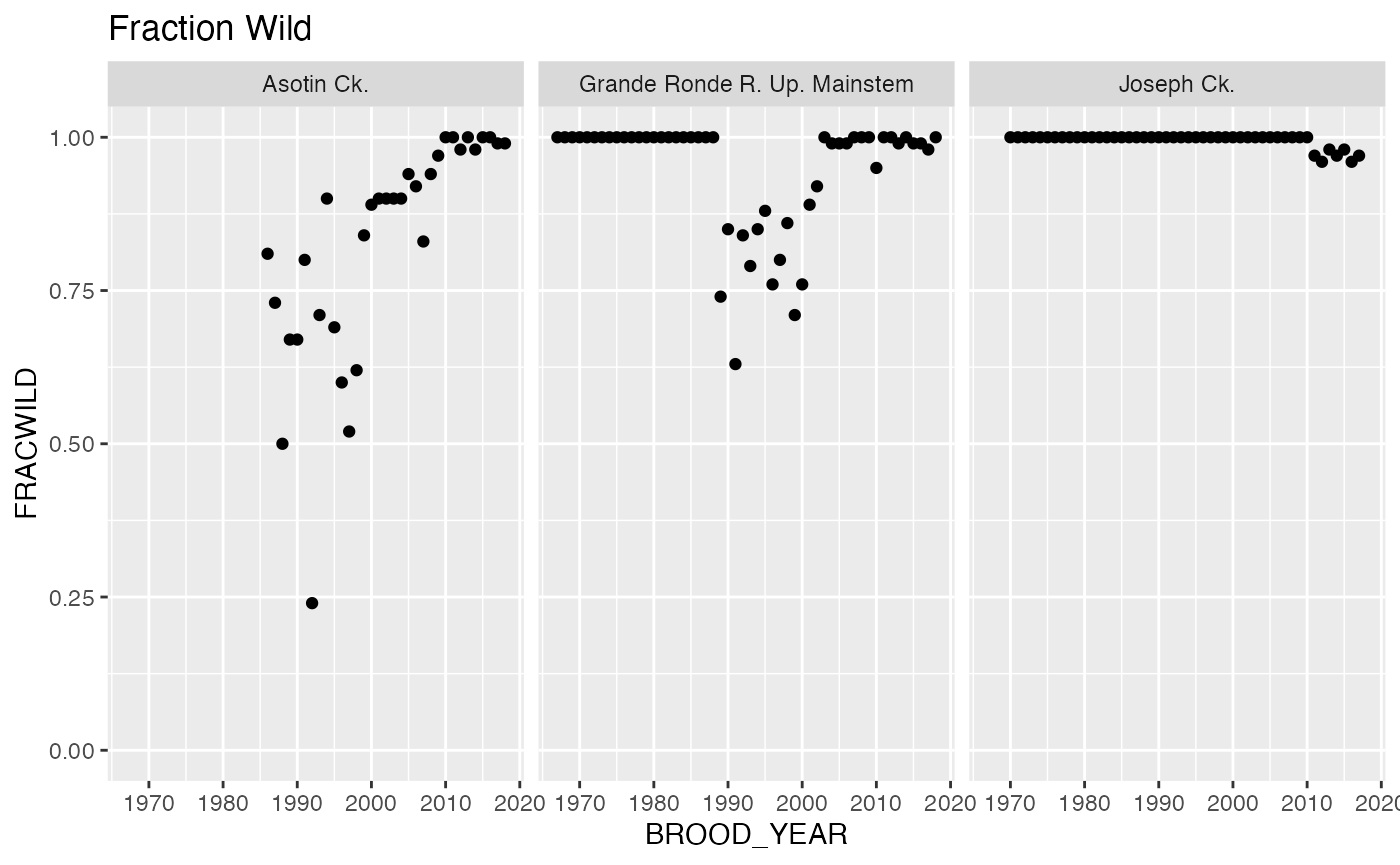 Fraction Wild
Asotin Ck.
Grande Ronde R. Up. Mainstem
Joseph Ck.
1.00
0.75
0.50
0.25
0.00
FRACWILD
1970 1980 1990 2000 2010 2020 1970 1980 1990 2000 2010 2020 1970 1980 1990 2000 2010 2020
BROOD_YEAR